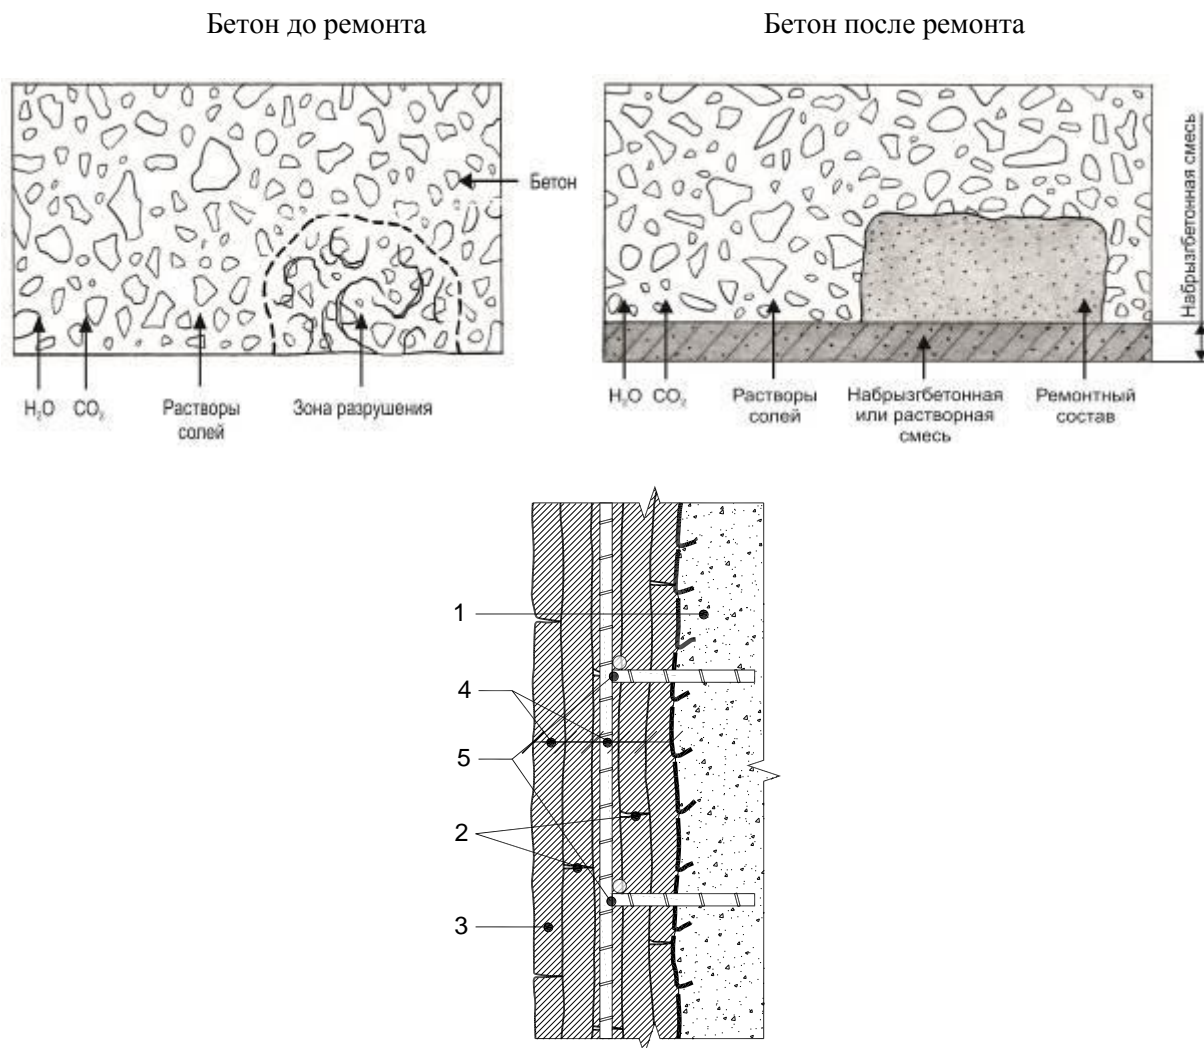 Бетон до ремонта
Бетон после ремонта
Бетон
H₂O
CO₂
Растворы
солей
Зона разрушения
H₂O
CO₂
Растворы
солей
Набрызгбетонная
или растворная
смесь
Ремонтный
состав
Набрызгбетонная смесь
1
4
5
2
3